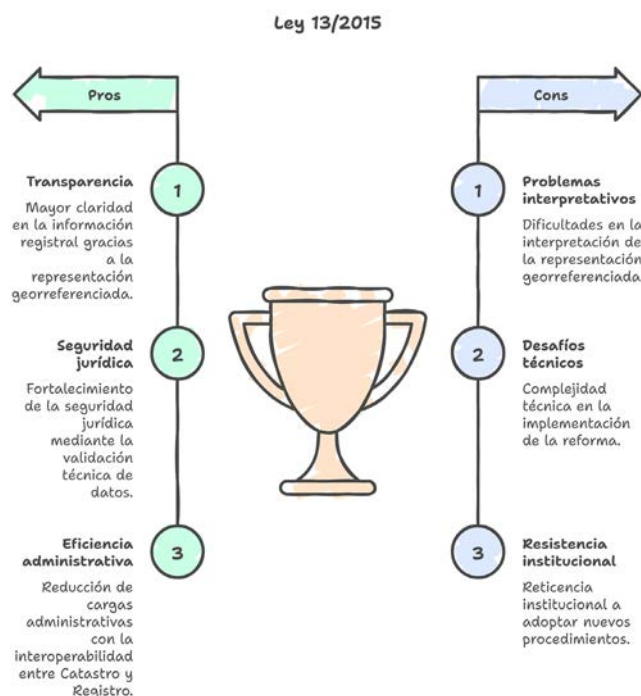 Ley 13/2015
Pros
1
Transparencia
Mayor claridad
en la información
registral gracias
a la
representación
georreferenciada.
2
Seguridad
jurídica
Fortalecimiento
de la seguridad
jurídica
mediante la
validación
técnica de
datos.
3
Eficiencia
administrativa
Reducción de
cargas
administrativas
con la
interoperabilidad
entre Catastro y
Registro.
Cons
1
Problemas
interpretativos
Dificultades en la
interpretación de
la representación
georreferenciada
2
Desafíos
técnicos
Complejidad
técnica en la
implementación
de la reforma.
3
Resistencia
institucional
Reticencia
institucional a
adoptar nuevos
procedimientos.